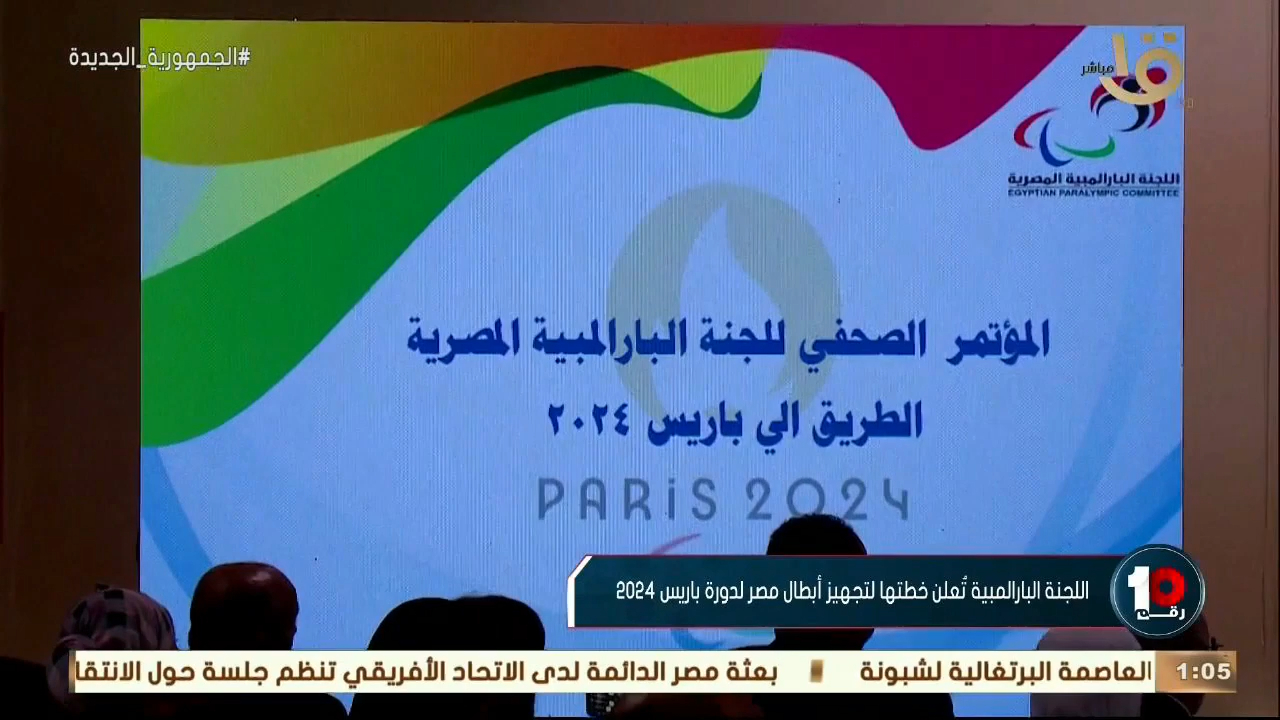 #الجمهورية_الجديدة
مباشر
اللجنة البارالمبية المصرية
EGYPTIAN PARALYMPIC COMMITTEE
المؤتمر الصحفي للجنة البارالمبية المصرية
الطريق الي باريس ٢٠٢٤
PARIS 2024
اللجنة البارالمبية تُعلن خطتها لتجهيز أبطال مصر لدورة باريس 2024
رقم 10
العاصمة البرتغالية لشبونة
بعثة مصر الدائمة لدى الاتحاد الأفريقي تنظم جلسة حول الانتقا
1:05